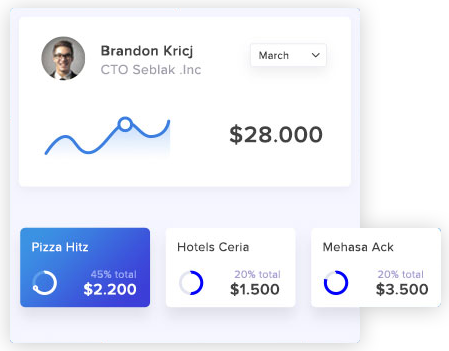 Brandon Kricj
CTO Seblak .Inc
March
$28.000
Pizza Hitz
45% total
$2.200
Hotels Ceria
20% total
$1.500
Mehasa Ack
20% total
$3.500